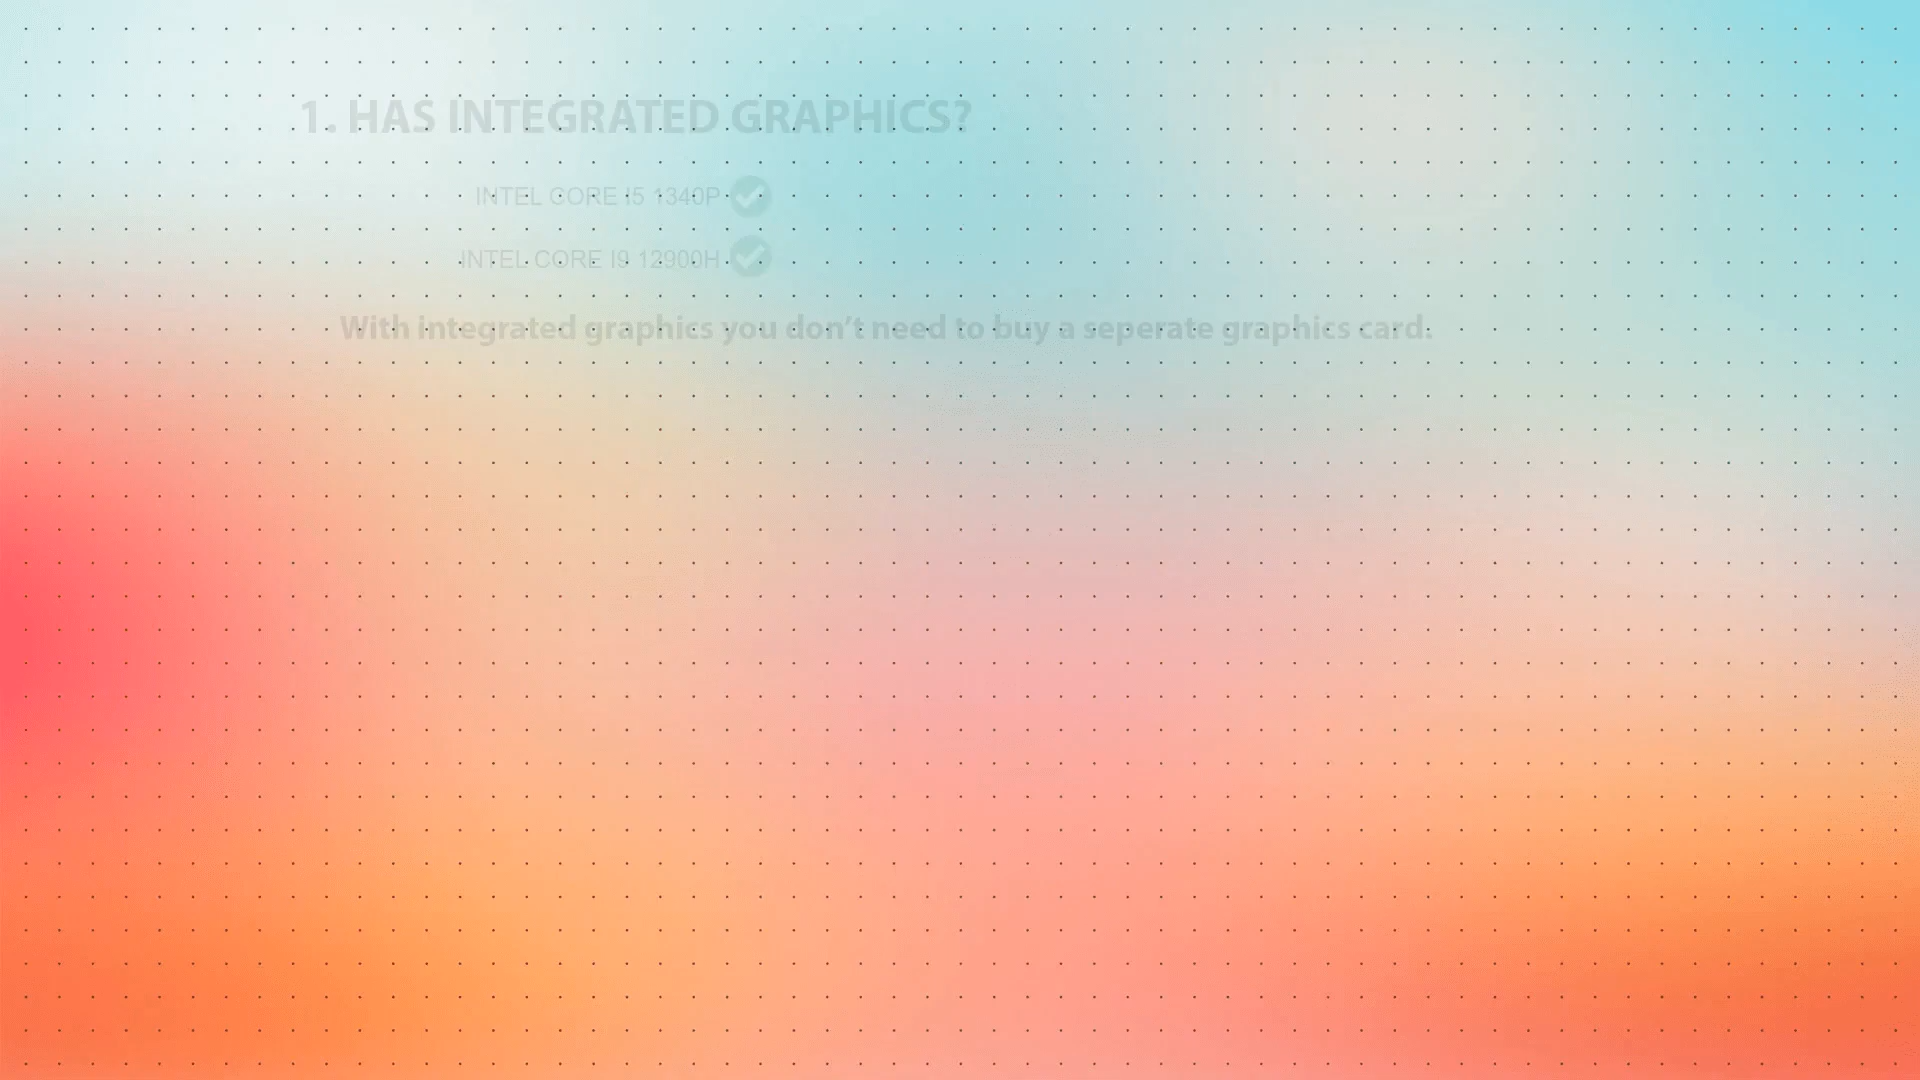 1. HAS INTEGRATED GRAPHICS?
INTEL CORE I5 1340P
INTEL CORE I9 12900H
With integrated graphics you don't need to buy a seperate graphics card.